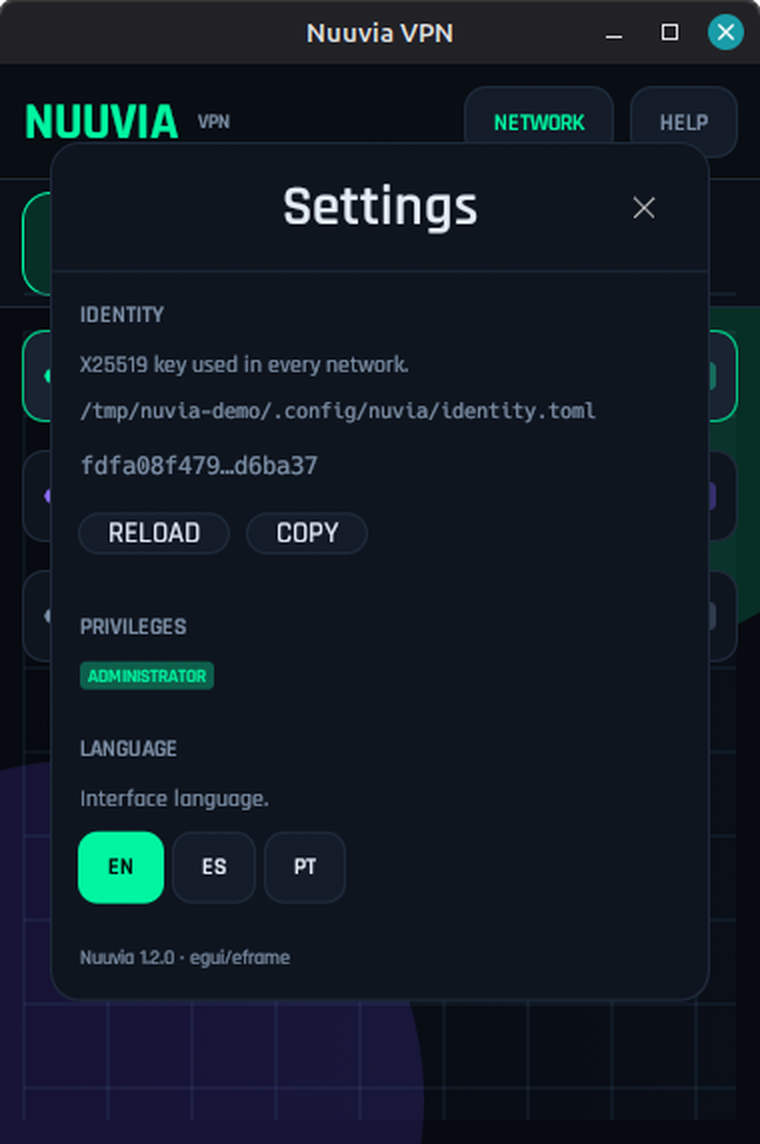 Nuuvia VPN
NUUVIA VPN NETWORK HELP
Settings
IDENTITY
X25519 key used in every network.
/tmp/nuvia-demo/.config/nuvia/identity.toml
fdfa08f479…d6ba37
RELOAD COPY
PRIVILEGES
ADMINISTRATOR
LANGUAGE
Interface language.
EN ES PT
Nuuvia 1.2.0 · egui/eframe